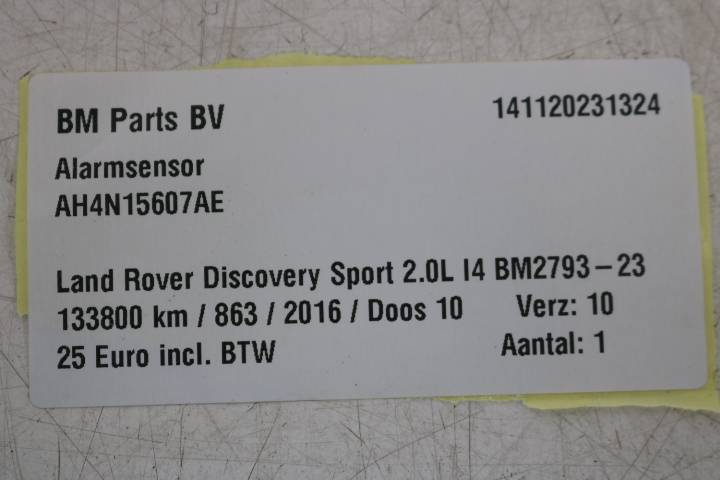 BM Parts BV 141120231324
Alarmsensor
AH4N15607AE
Land Rover Discovery Sport 2.0L I4 BM2793-23
133800 km / 863 / 2016 / Doos 10 Verz: 10
25 Euro incl. BTW Aantal: 1